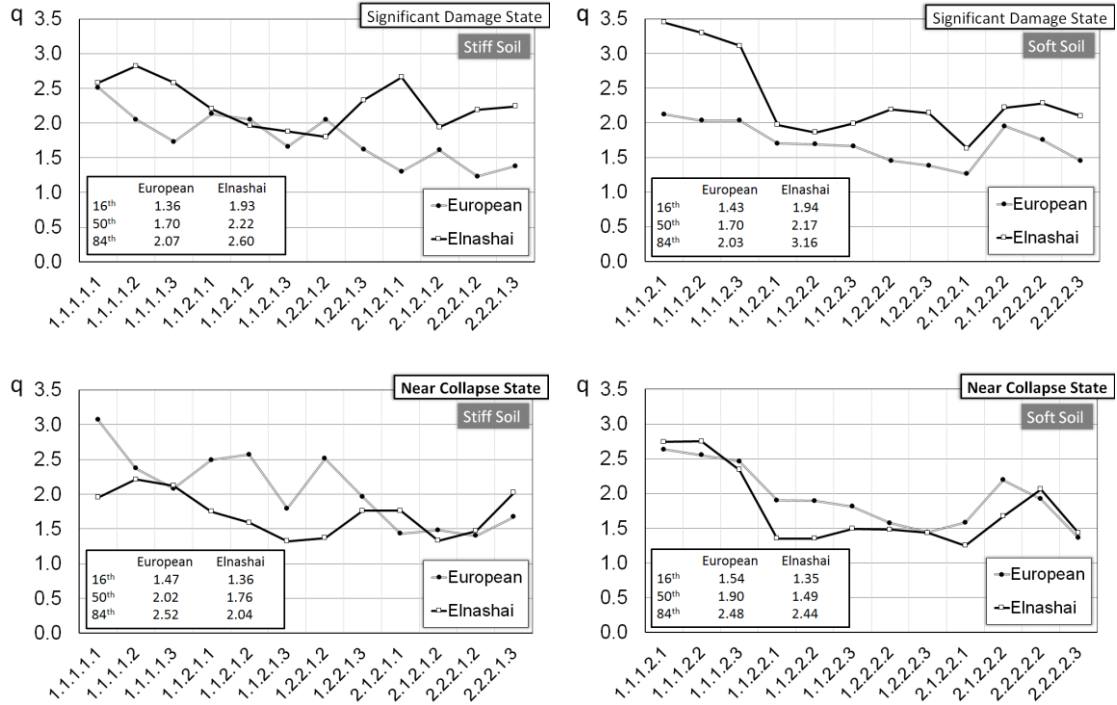 q
3.5
3.0
2.5
2.0
1.5
1.0
0.5
0.0
Significant Damage State
Stiff Soil
European Elnashai
16th 1.36 1.93
50th 1.70 2.22
84th 2.07 2.60
European
Elnashai
1.1.1.1.1
1.1.1.1.2
1.1.1.1.3
1.1.2.1.1
1.1.2.1.2
1.1.2.1.3
1.2.2.1.2
1.2.2.1.3
2.1.2.1.1
2.1.2.1.2
2.2.2.1.2
2.2.2.1.3
q
3.5
3.0
2.5
2.0
1.5
1.0
0.5
0.0
Significant Damage State
Soft Soil
European Elnashai
16th 1.43 1.94
50th 1.70 2.17
84th 2.03 3.16
European
Elnashai
1.1.1.2.1
1.1.1.2.2
1.1.1.2.3
1.1.2.2.1
1.1.2.2.2
1.1.2.2.3
1.2.2.2.2
1.2.2.2.3
2.1.2.2.1
2.1.2.2.2
2.2.2.2.2
2.2.2.2.3
q
3.5
3.0
2.5
2.0
1.5
1.0
0.5
0.0
Near Collapse State
Stiff Soil
European Elnashai
16th 1.47 1.36
50th 2.02 1.76
84th 2.52 2.04
European
Elnashai
1.1.1.1.1
1.1.1.1.2
1.1.1.1.3
1.1.2.1.1
1.1.2.1.2
1.1.2.1.3
1.2.2.1.2
1.2.2.1.3
2.1.2.1.1
2.1.2.1.2
2.2.2.1.2
2.2.2.1.3
q
3.5
3.0
2.5
2.0
1.5
1.0
0.5
0.0
Near Collapse State
Soft Soil
European Elnashai
16th 1.54 1.35
50th 1.90 1.49
84th 2.48 2.44
European
Elnashai
1.1.1.2.1
1.1.1.2.2
1.1.1.2.3
1.1.2.2.1
1.1.2.2.2
1.1.2.2.3
1.2.2.2.2
1.2.2.2.3
2.1.2.2.1
2.1.2.2.2
2.2.2.2.2
2.2.2.2.3